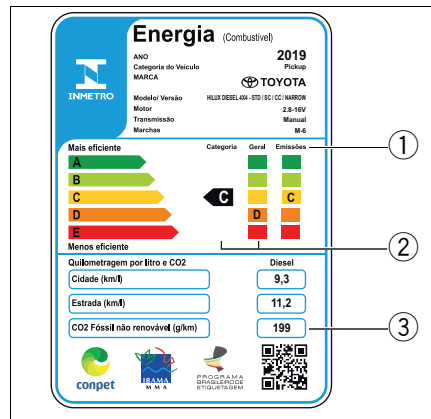 Energia (Combustível)
ANO 2019
Categoria do Veículo Pickup
MARCA TOYOTA
INMETRO
Modelo/ Versão HILUX DIESEL 4X4 - STD / SC / CC / NARROW
Motor 2.8-16V
Transmissão Manual
Marchas M-6
Mais eficiente Categoria Geral Emissões 1
A
B
C C C
D D
E
Menos eficiente 2
Quilometragem por litro e CO2 Diesel
Cidade (km/l) 9,3
Estrada (km/l) 11,2
CO2 Fóssil não renovável (g/km) 199 3
conpet
IBAMA
M M A
PROGRAMA
BRASILEIRO DE
ETIQUETAGEM